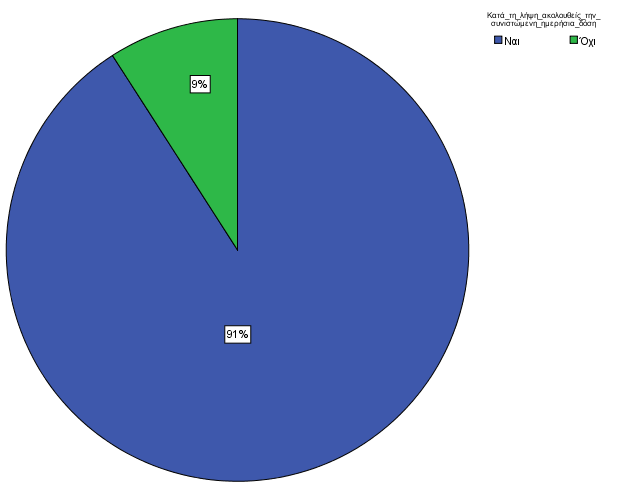 Κατά_τη_λήψη_ακολουθείς_την_
συνιστώμενη_ημερήσια_δόση
Ναι
Όχι
9%
91%